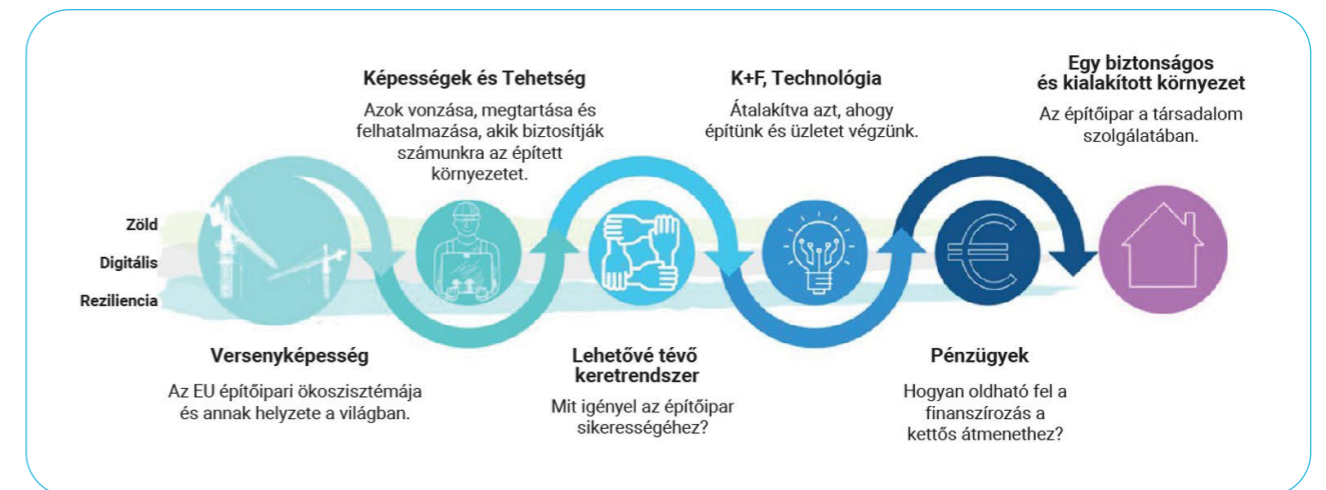 Képességek és Tehetség
Azok vonzása, megtartása és
felhatalmazása, akik biztosítják
számunkra az épített
környezetet.
K+F, Technológia
Átalakítva azt, ahogy
építünk és üzletet végzünk.
Egy biztonságos
és kialakított környezet
Az építőipar a társadalom
szolgálatában.
Zöld
Digitális
Reziliencia
Versenyképesség
Az EU építőipari ökoszisztémája
és annak helyzete a világban.
Lehetővé tévő
keretrendszer
Mit igényel az építőipar
sikerességéhez?
Pénzügyek
Hogyan oldható fel a
finanszírozás a
kettős átmenethez?